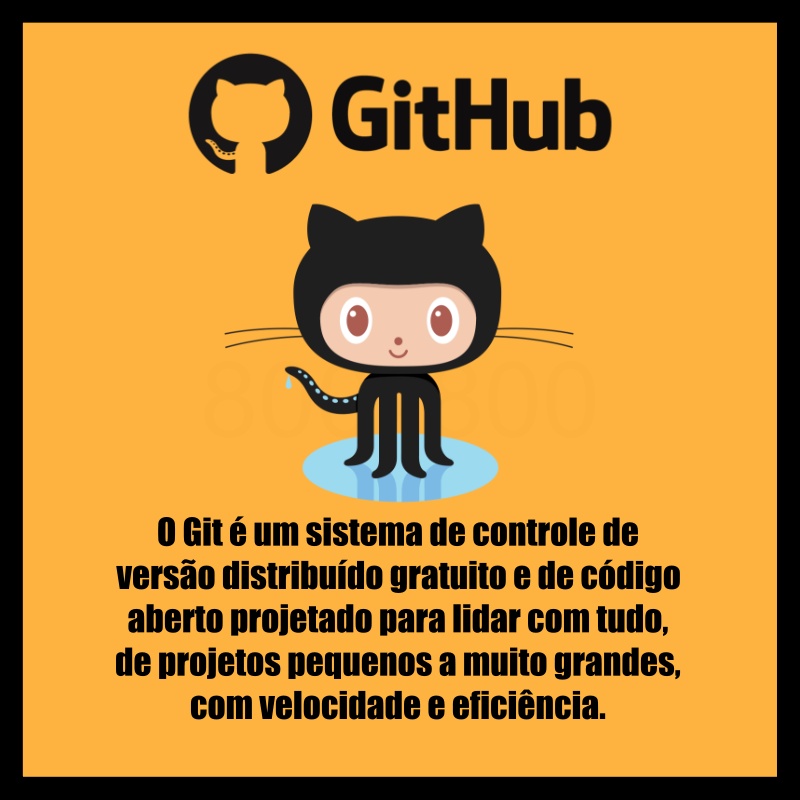 GitHub
O Git é um sistema de controle de
versão distribuído gratuito e de código
aberto projetado para lidar com tudo,
de projetos pequenos a muito grandes,
com velocidade e eficiência.